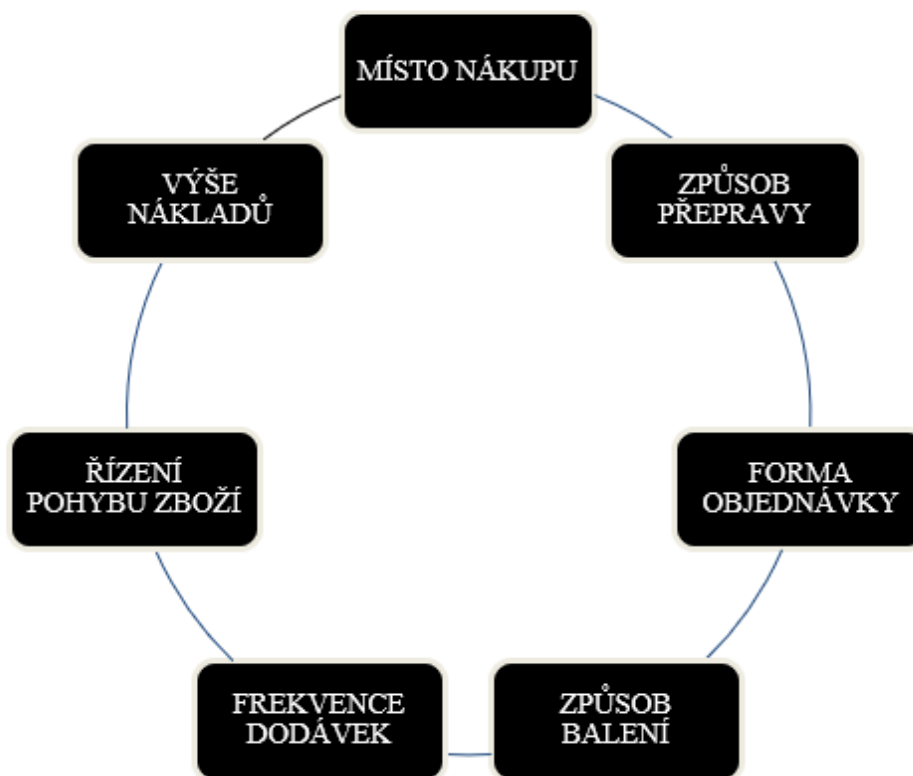 MÍSTO NÁKUPU
ZPŮSOB
PŘEPRAVY
FORMA
OBJEDNÁVKY
ZPŮSOB
BALENÍ
FREKVENCE
DODÁVEK
ŘÍZENÍ
POHYBU ZBOŽÍ
VÝŠE
NÁKLADŮ